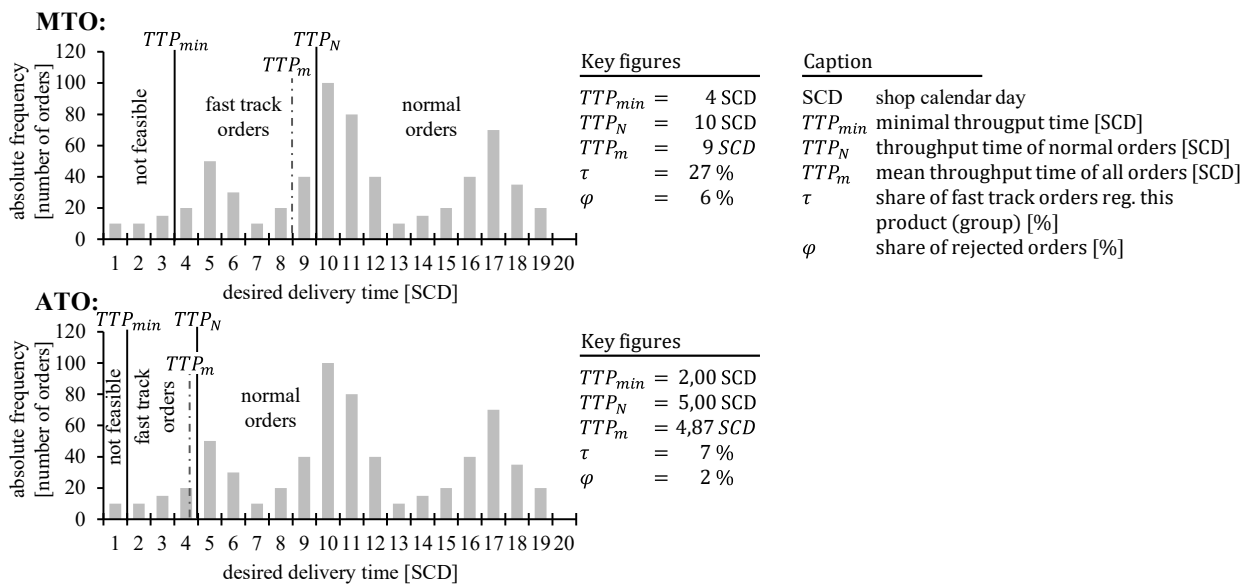 MTO:
TTP_min
TTP_N
TTP_m
absolute frequency
[number of orders]
120
100
80
60
40
20
0
not feasible
fast track
orders
normal
orders
1 2 3 4 5 6 7 8 9 10 11 12 13 14 15 16 17 18 19 20
desired delivery time [SCD]
Key figures
TTP_min = 4 SCD
TTP_N = 10 SCD
TTP_m = 9 SCD
τ = 27 %
φ = 6 %
Caption
SCD shop calendar day
TTP_min minimal througput time [SCD]
TTP_N throughput time of normal orders [SCD]
TTP_m mean throughput time of all orders [SCD]
τ share of fast track orders reg. this
product (group) [%]
φ share of rejected orders [%]
ATO:
TTP_min
TTP_N
TTP_m
absolute frequency
[number of orders]
120
100
80
60
40
20
0
not feasible
fast track
orders
normal
orders
1 2 3 4 5 6 7 8 9 10 11 12 13 14 15 16 17 18 19 20
desired delivery time [SCD]
Key figures
TTP_min = 2,00 SCD
TTP_N = 5,00 SCD
TTP_m = 4,87 SCD
τ = 7 %
φ = 2 %